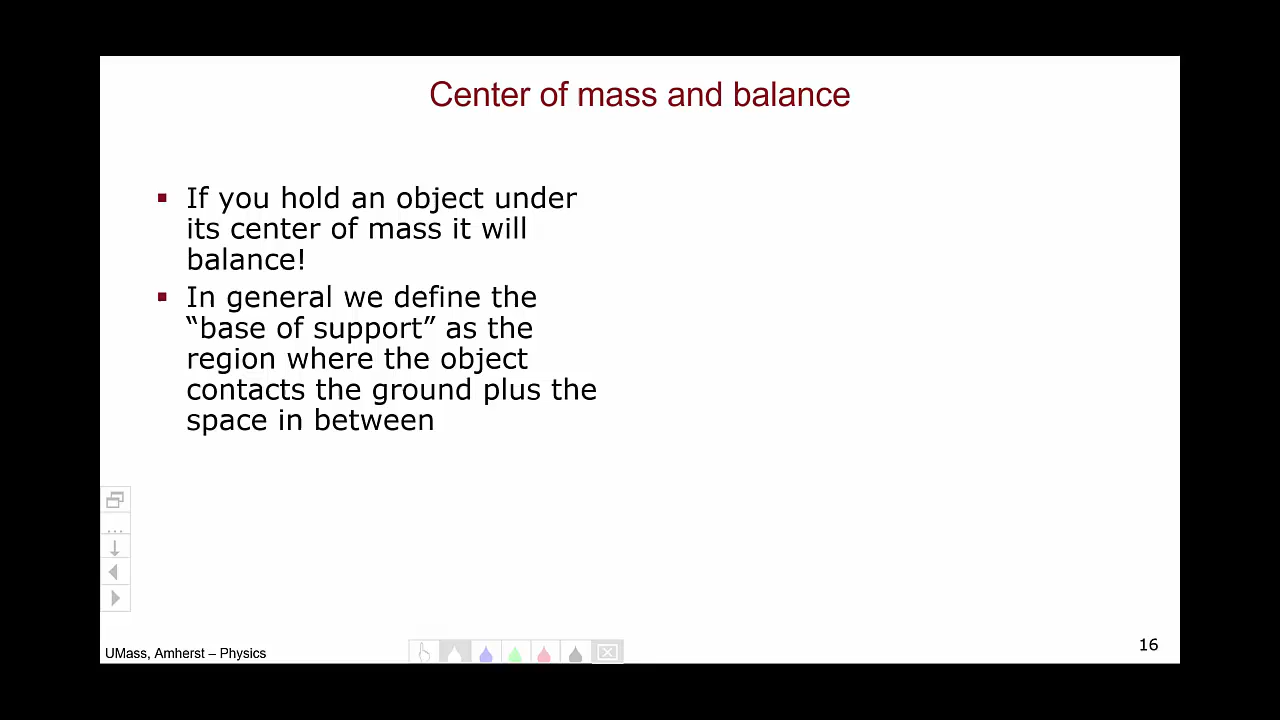 Center of mass and balance
▪ If you hold an object under
its center of mass it will
balance!
▪ In general we define the
“base of support” as the
region where the object
contacts the ground plus the
space in between
UMass, Amherst – Physics
16